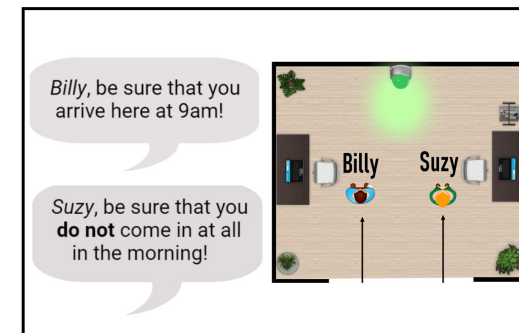 Billy, be sure that you
arrive here at 9am!
Suzy, be sure that you
do not come in at all
in the morning!
Billy
Suzy